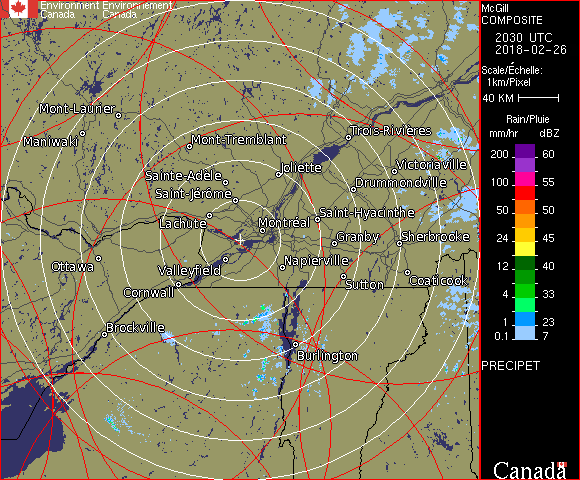 Environment Environnement
Canada Canada
McGill
COMPOSITE
2030 UTC
2018-02-26
Scale/Échelle:
1km/Pixel
40 KM
Rain/Pluie
mm/hr dBZ
200 60
55
100 55
50 50
24 45
12 40
4 33
1 23
0.1 7
PRECIPET
Canada
Mont-Laurier
Maniwaki
Mont-Tremblant
Trois-Rivières
Joliette
Victoriaville
Sainte-Adèle
Drummondville
Saint-Jérôme
Saint-Hyacinthe
Lachute
Montréal
Granby
Sherbrooke
Ottawa
Valleyfield
Napierville
Coaticook
Cornwall
Sutton
Brockville
Burlington